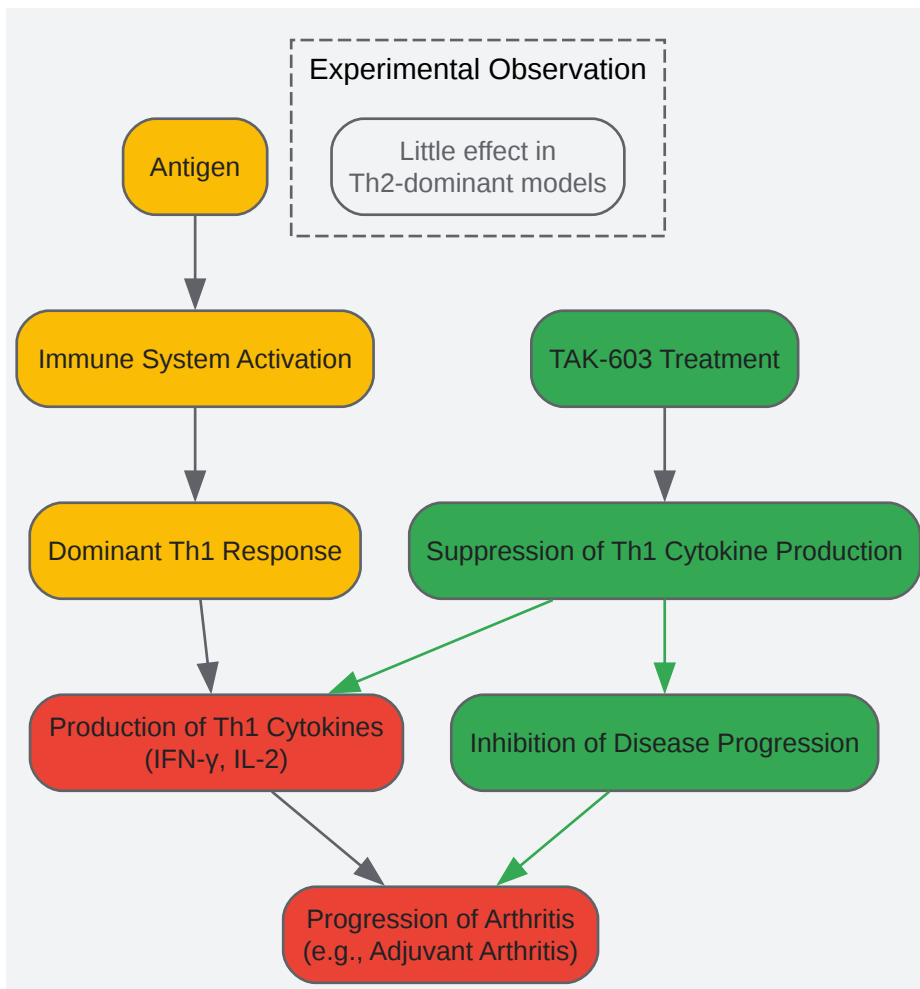 Experimental Observation
Little effect in
Th2-dominant models
Antigen
Immune System Activation
TAK-603 Treatment
Dominant Th1 Response
Suppression of Th1 Cytokine Production
Production of Th1 Cytokines
(IFN-γ, IL-2)
Inhibition of Disease Progression
Progression of Arthritis
(e.g., Adjuvant Arthritis)